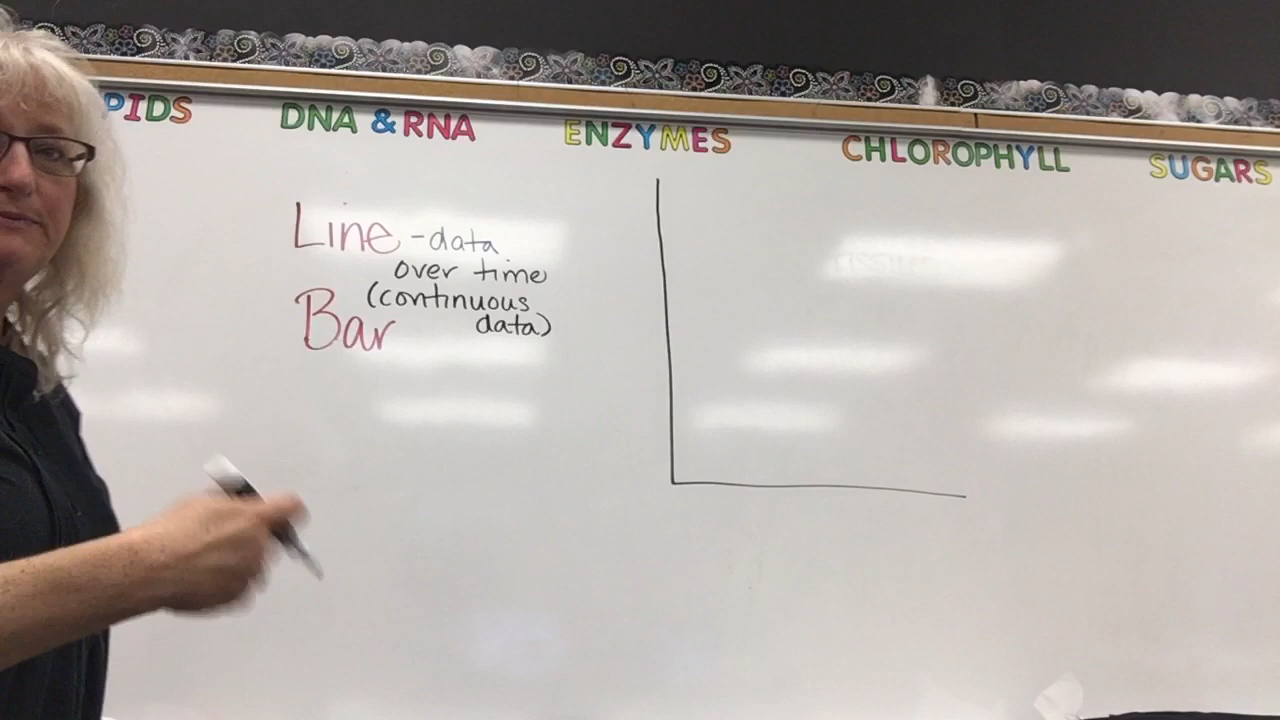 PIDS DNA & RNA ENZYMES CHLOROPHYLL SUGARS
Line - data
over time
(continuous
Bar data)